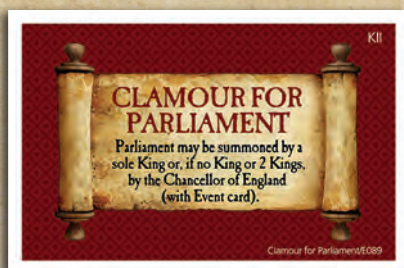 KII
CLAMOUR FOR
PARLIAMENT
Parliament may be summoned by a
sole King or, if no King or 2 Kings,
by the Chancellor of England
(with Event card).
Clamour for Parliament/E089